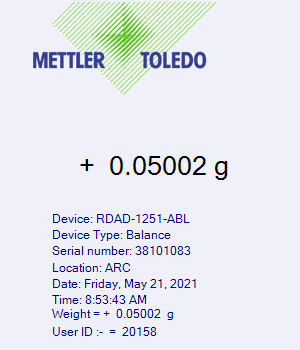 METTLER TOLEDO
+ 0.05002 g
Device: RDAD-1251-ABL
Device Type: Balance
Serial number: 38101083
Location: ARC
Date: Friday, May 21, 2021
Time: 8:53:43 AM
Weight = + 0.05002 g
User ID :- = 20158